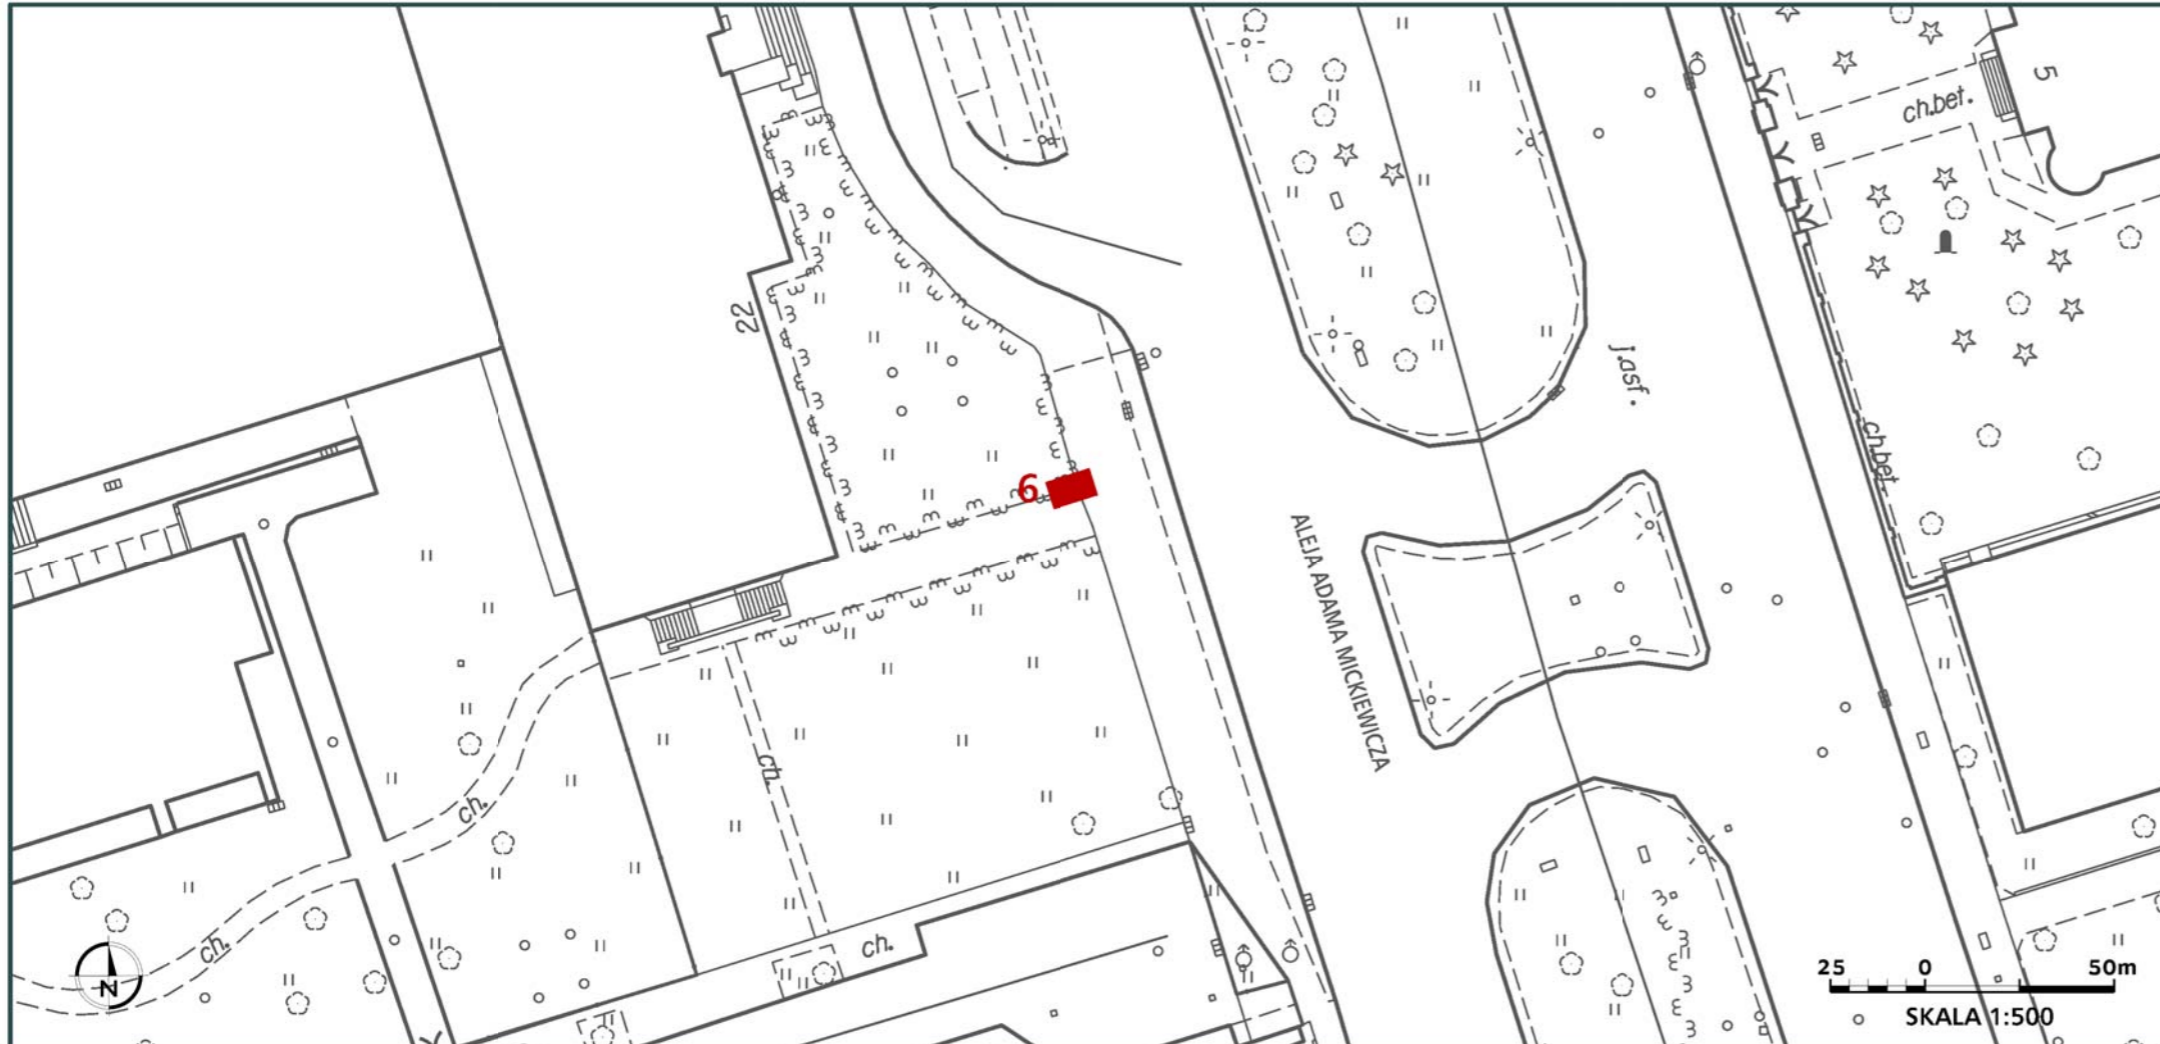 5
ch.bet.
22
j.asf.
ch.bet.
6
ALEJA ADAMA MICKIEWICZA
ch.
ch.
ch.
ch.
N
25 0 50m
SKALA 1:500